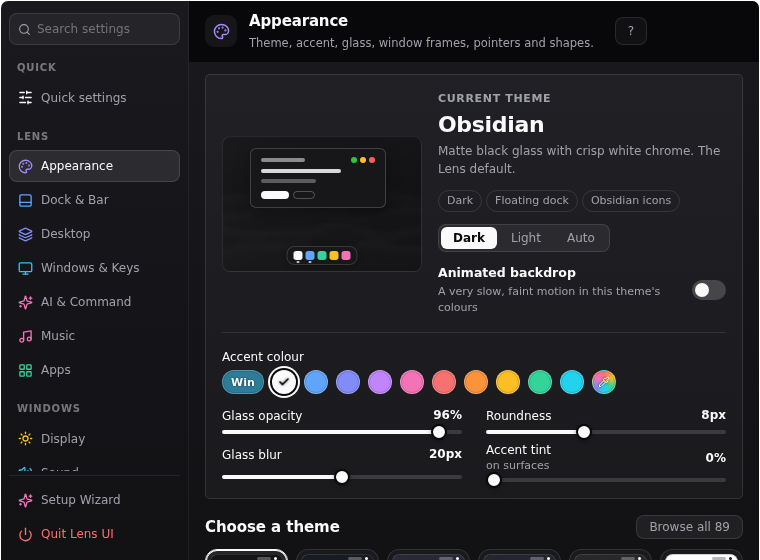 Search settings
QUICK
Quick settings
LENS
Appearance
Dock & Bar
Desktop
Windows & Keys
AI & Command
Music
Apps
WINDOWS
Display
Sound
Setup Wizard
Quit Lens UI
Appearance
Theme, accent, glass, window frames, pointers and shapes.
?
CURRENT THEME
Obsidian
Matte black glass with crisp white chrome. The
Lens default.
Dark
Floating dock
Obsidian icons
Dark
Light
Auto
Animated backdrop
A very slow, faint motion in this theme's
colours
Accent colour
Win
Glass opacity
96%
Roundness
8px
Glass blur
20px
Accent tint
on surfaces
0%
Choose a theme
Browse all 89